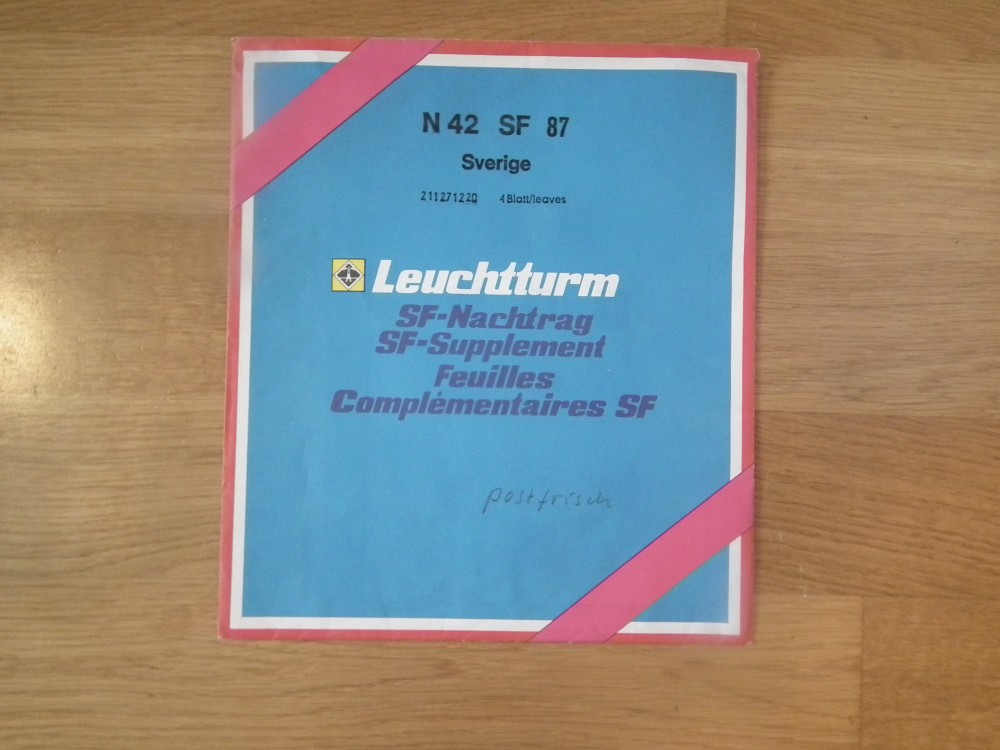 N 42 SF 87
Sverige
211271220 4 Blatt/leaves
Leuchtturm
SF-Nachtrag
SF-Supplement
Feuilles
Complémentaires SF
postfrisch